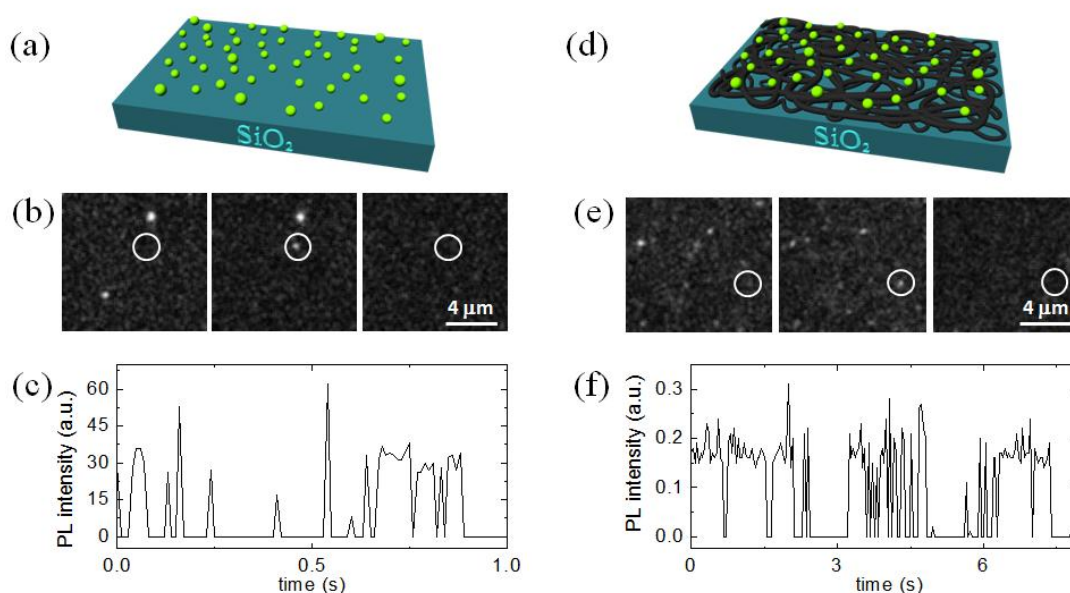 (a)
SiO₂
(b)
4 μm
(c)
PL intensity (a.u.)
60
45
30
15
0
0.0
0.5
1.0
time (s)
(d)
SiO₂
(e)
4 μm
(f)
PL intensity (a.u.)
0.3
0.2
0.1
0.0
0
3
6
time (s)